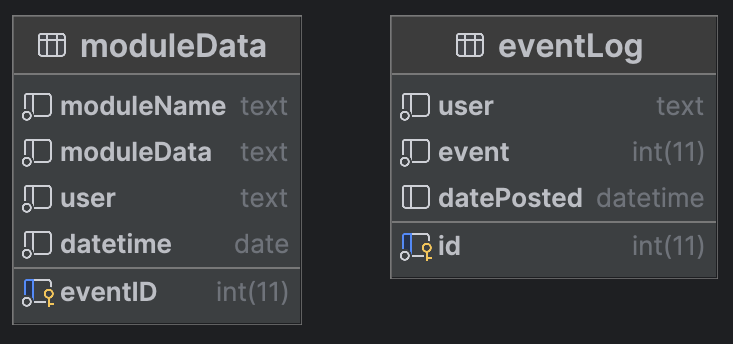 moduleData
moduleName text
moduleData text
user text
datetime date
eventID int(11)
eventLog
user text
event int(11)
datePosted datetime
id int(11)